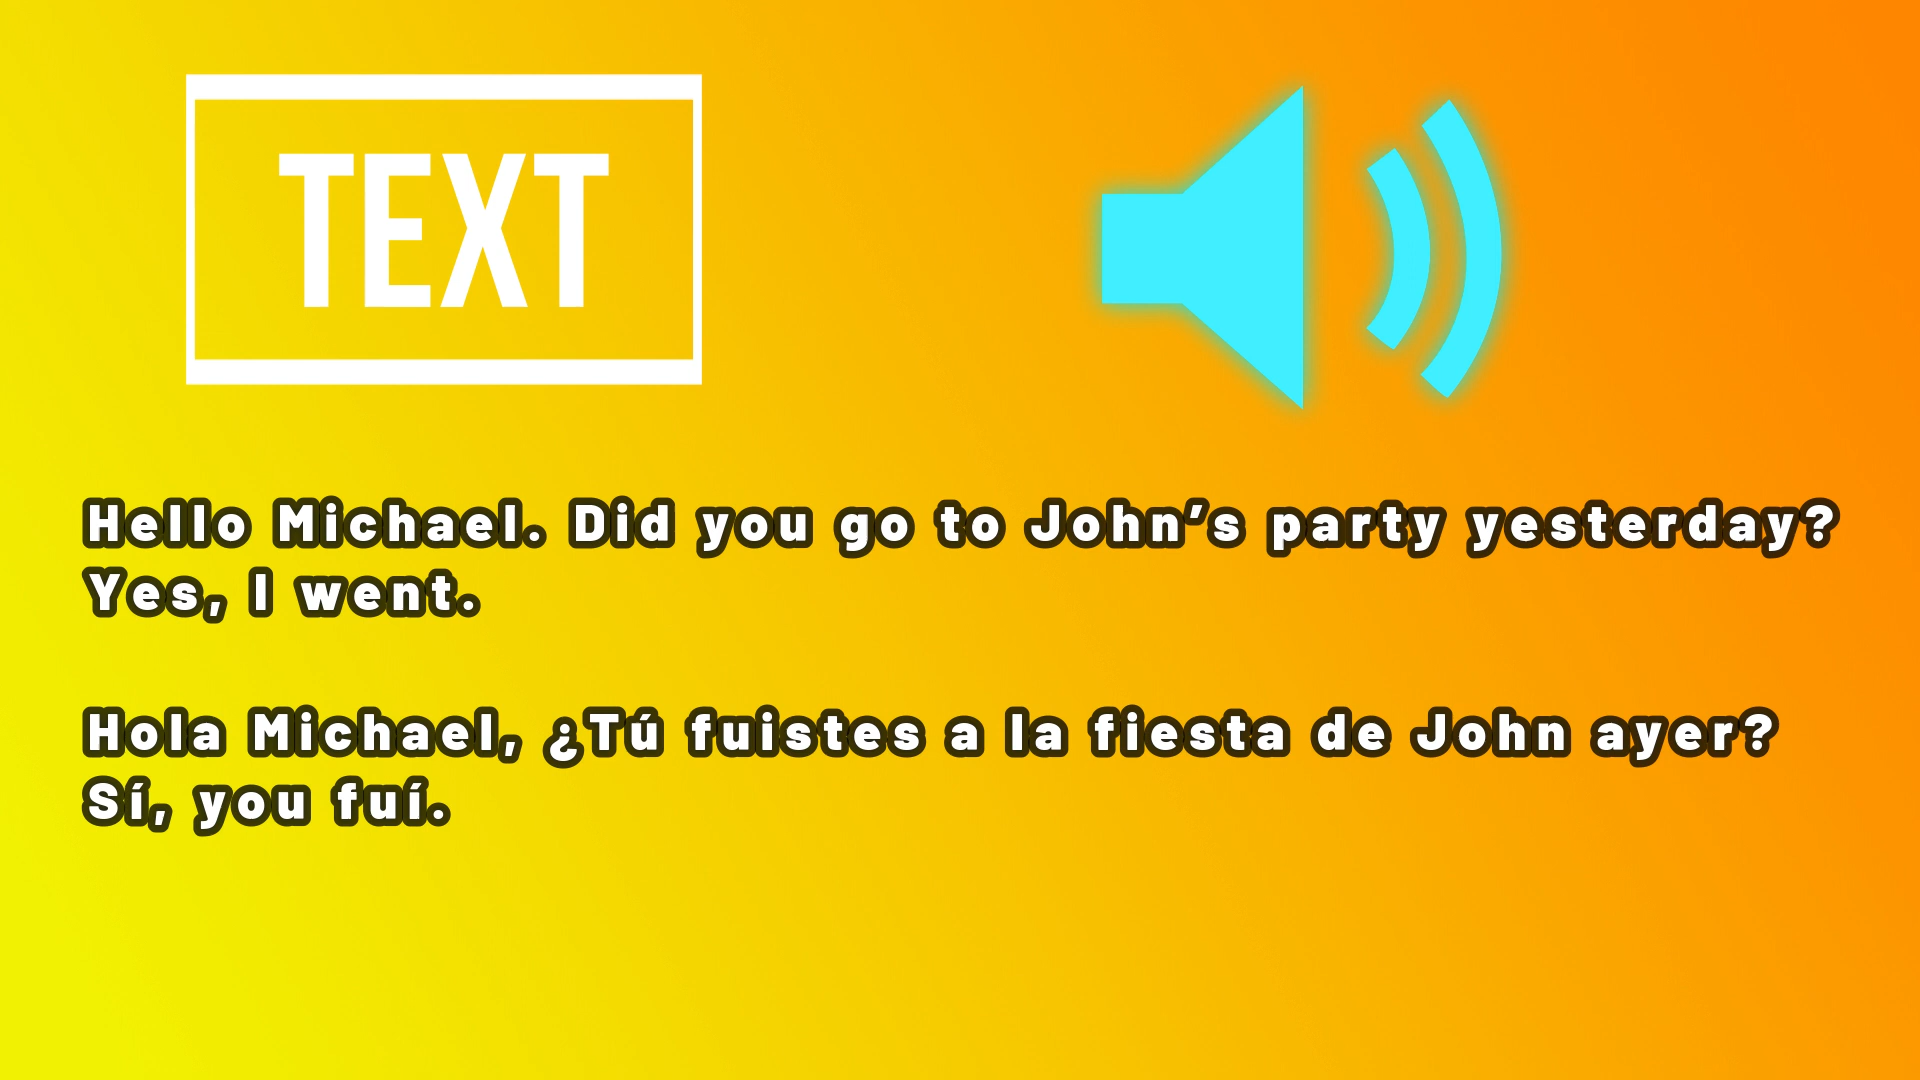 TEXT
Hello Michael. Did you go to John’s party yesterday?
Yes, I went.
Hola Michael, ¿Tú fuistes a la fiesta de John ayer?
Sí, you fuí.